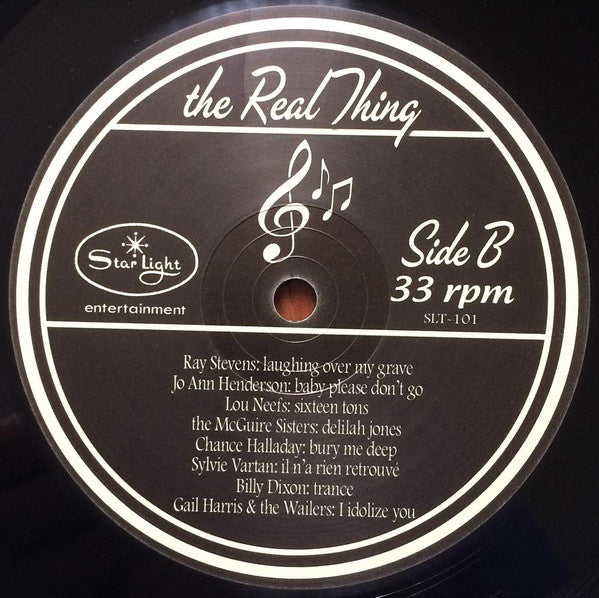 the Real Thing
Star Light
entertainment
Side B
33 rpm
SLT-101
Ray Stevens: laughing over my grave
Jo Ann Henderson: baby please don't go
Lou Neefs: sixteen tons
the McGuire Sisters: delilah jones
Chance Halladay: bury me deep
Sylvie Vartan: il n'a rien retrouvé
Billy Dixon: trance
Gail Harris & the Wailers: I idolize you